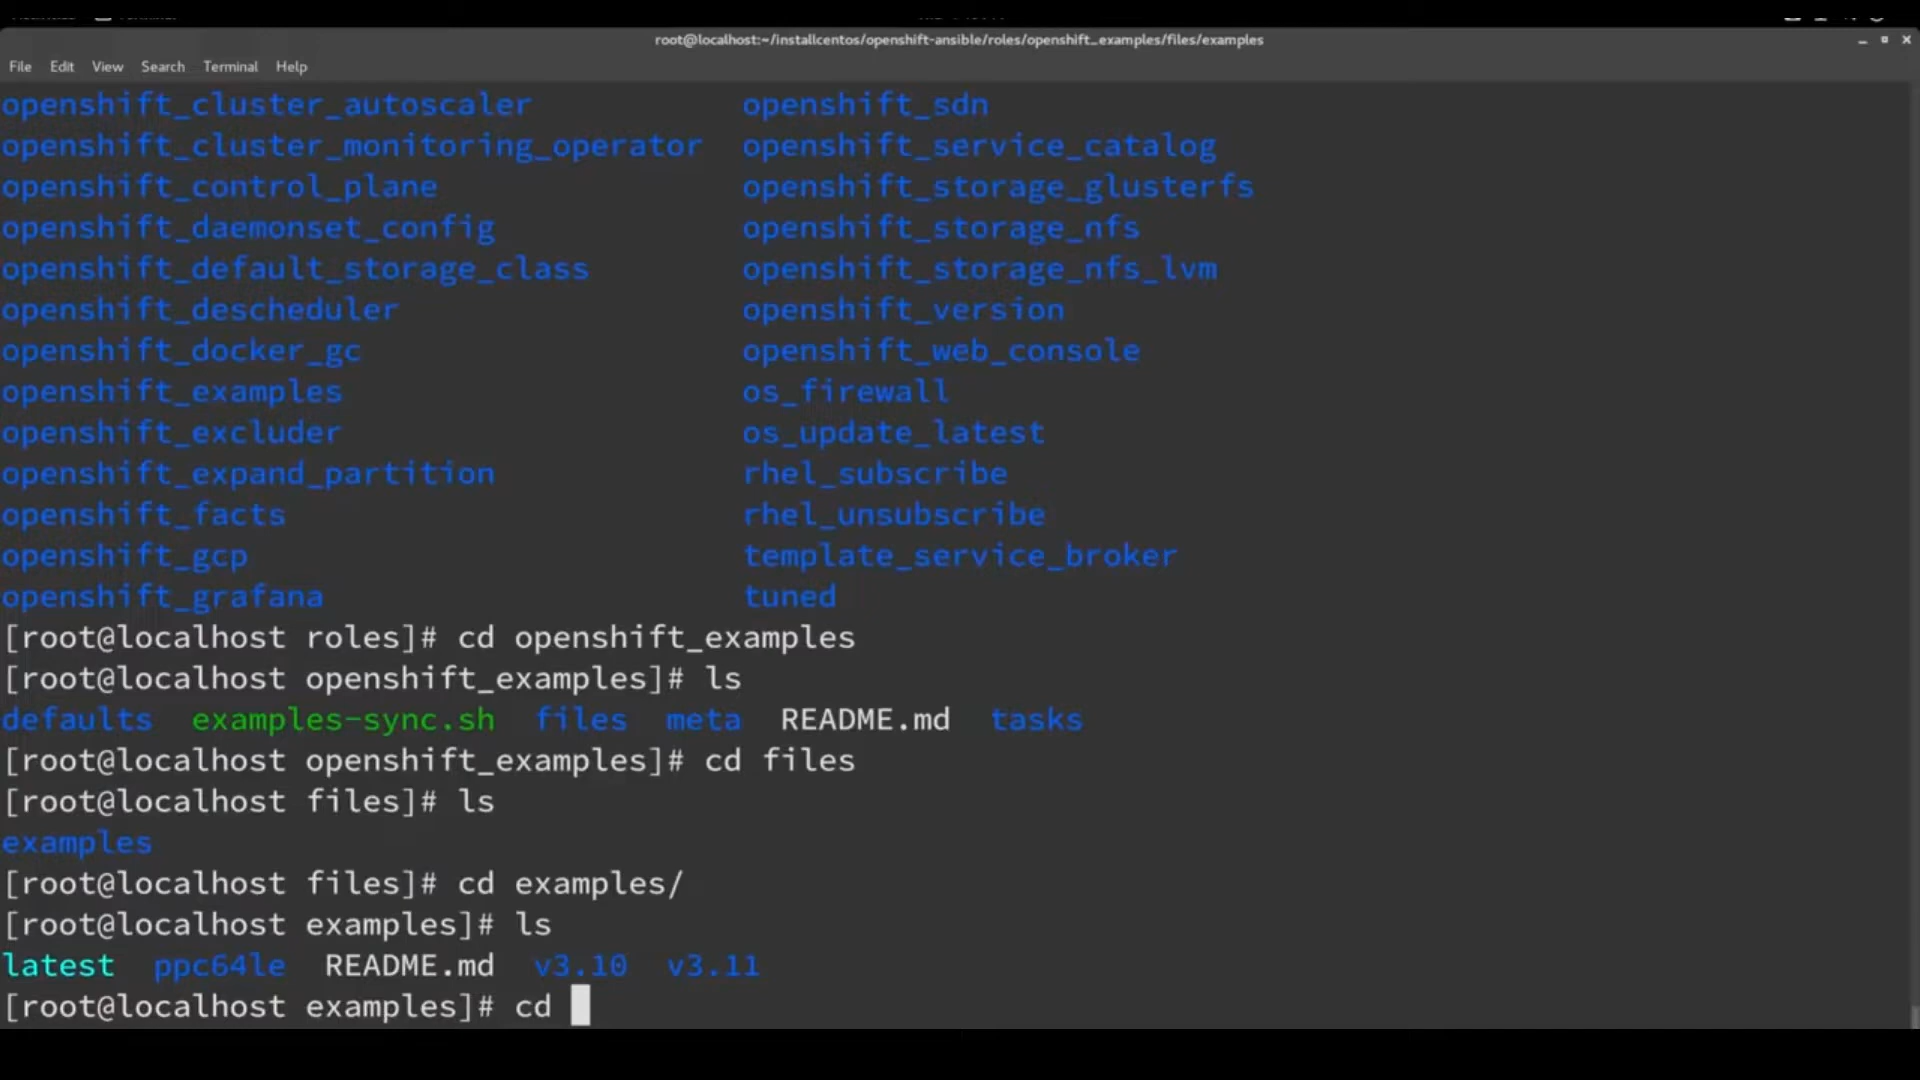 root@localhost:~/installcentos/openshift-ansible/roles/openshift_examples/files/examples
File Edit View Search Terminal Help
openshift_cluster_autoscaler openshift_sdn
openshift_cluster_monitoring_operator openshift_service_catalog
openshift_control_plane openshift_storage_glusterfs
openshift_daemonset_config openshift_storage_nfs
openshift_default_storage_class openshift_storage_nfs_lvm
openshift_descheduler openshift_version
openshift_docker_gc openshift_web_console
openshift_examples os_firewall
openshift_excluder os_update_latest
openshift_expand_partition rhel_subscribe
openshift_facts rhel_unsubscribe
openshift_gcp template_service_broker
openshift_grafana tuned
[root@localhost roles]# cd openshift_examples
[root@localhost openshift_examples]# ls
defaults examples-sync.sh files meta README.md tasks
[root@localhost openshift_examples]# cd files
[root@localhost files]# ls
examples
[root@localhost files]# cd examples/
[root@localhost examples]# ls
latest ppc64le README.md v3.10 v3.11
[root@localhost examples]# cd